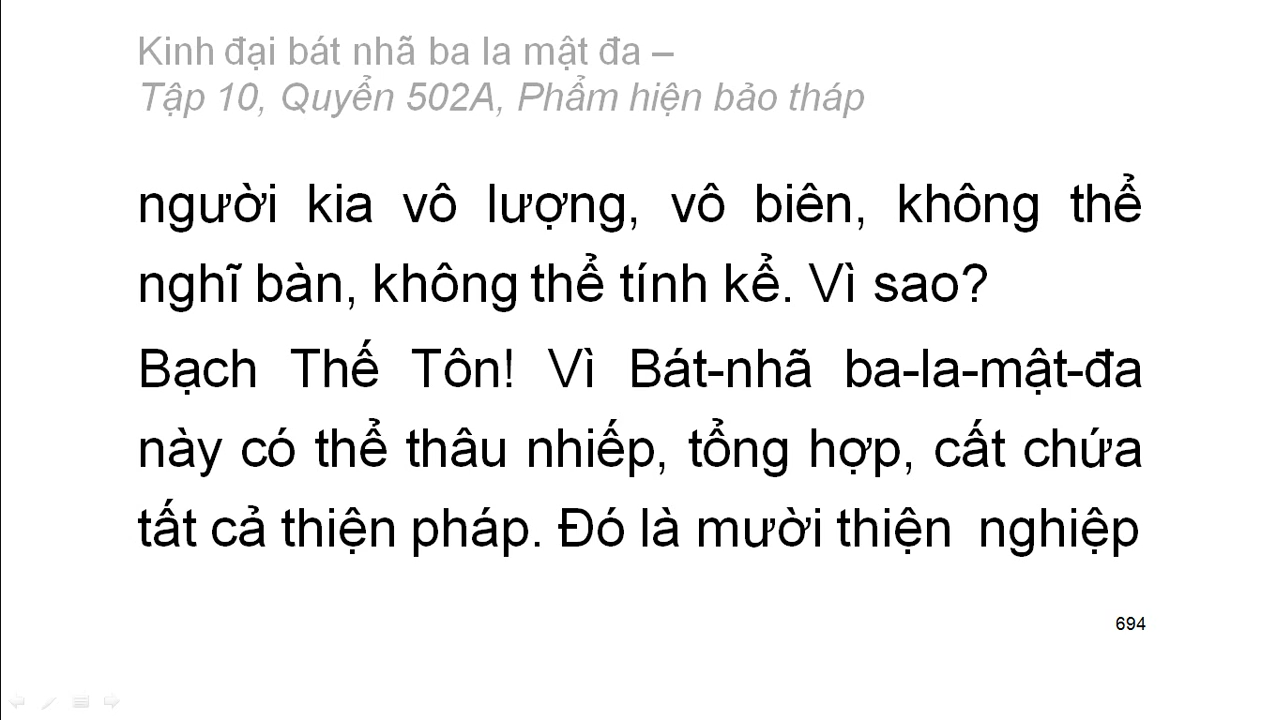 Kinh đại bát nhã ba la mật đa –
Tập 10, Quyển 502A, Phẩm hiện bảo tháp
người kia vô lượng, vô biên, không thể
nghĩ bàn, không thể tính kể. Vì sao?
Bạch Thế Tôn! Vì Bát-nhã ba-la-mật-đa
này có thể thâu nhiếp, tổng hợp, cất chứa
tất cả thiện pháp. Đó là mười thiện nghiệp
694